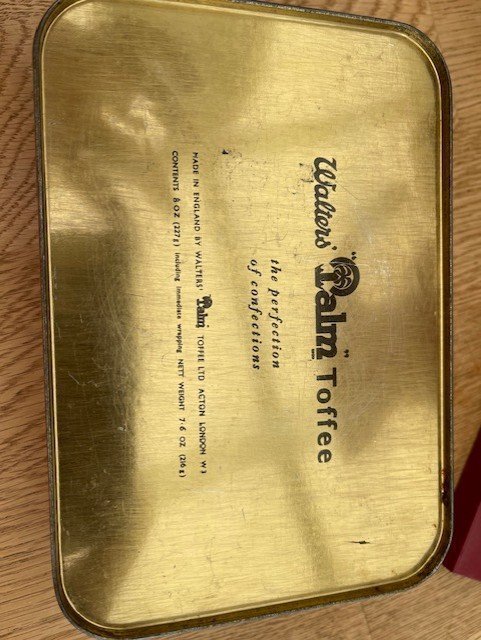 Walters' "Palm" Toffee
the perfection
of confections
MADE IN ENGLAND BY WALTERS' Palm TOFFEE LTD ACTON LONDON W3
CONTENTS 8 OZ (227g) including immediate wrapping NETT WEIGHT 7·6 OZ (216g)